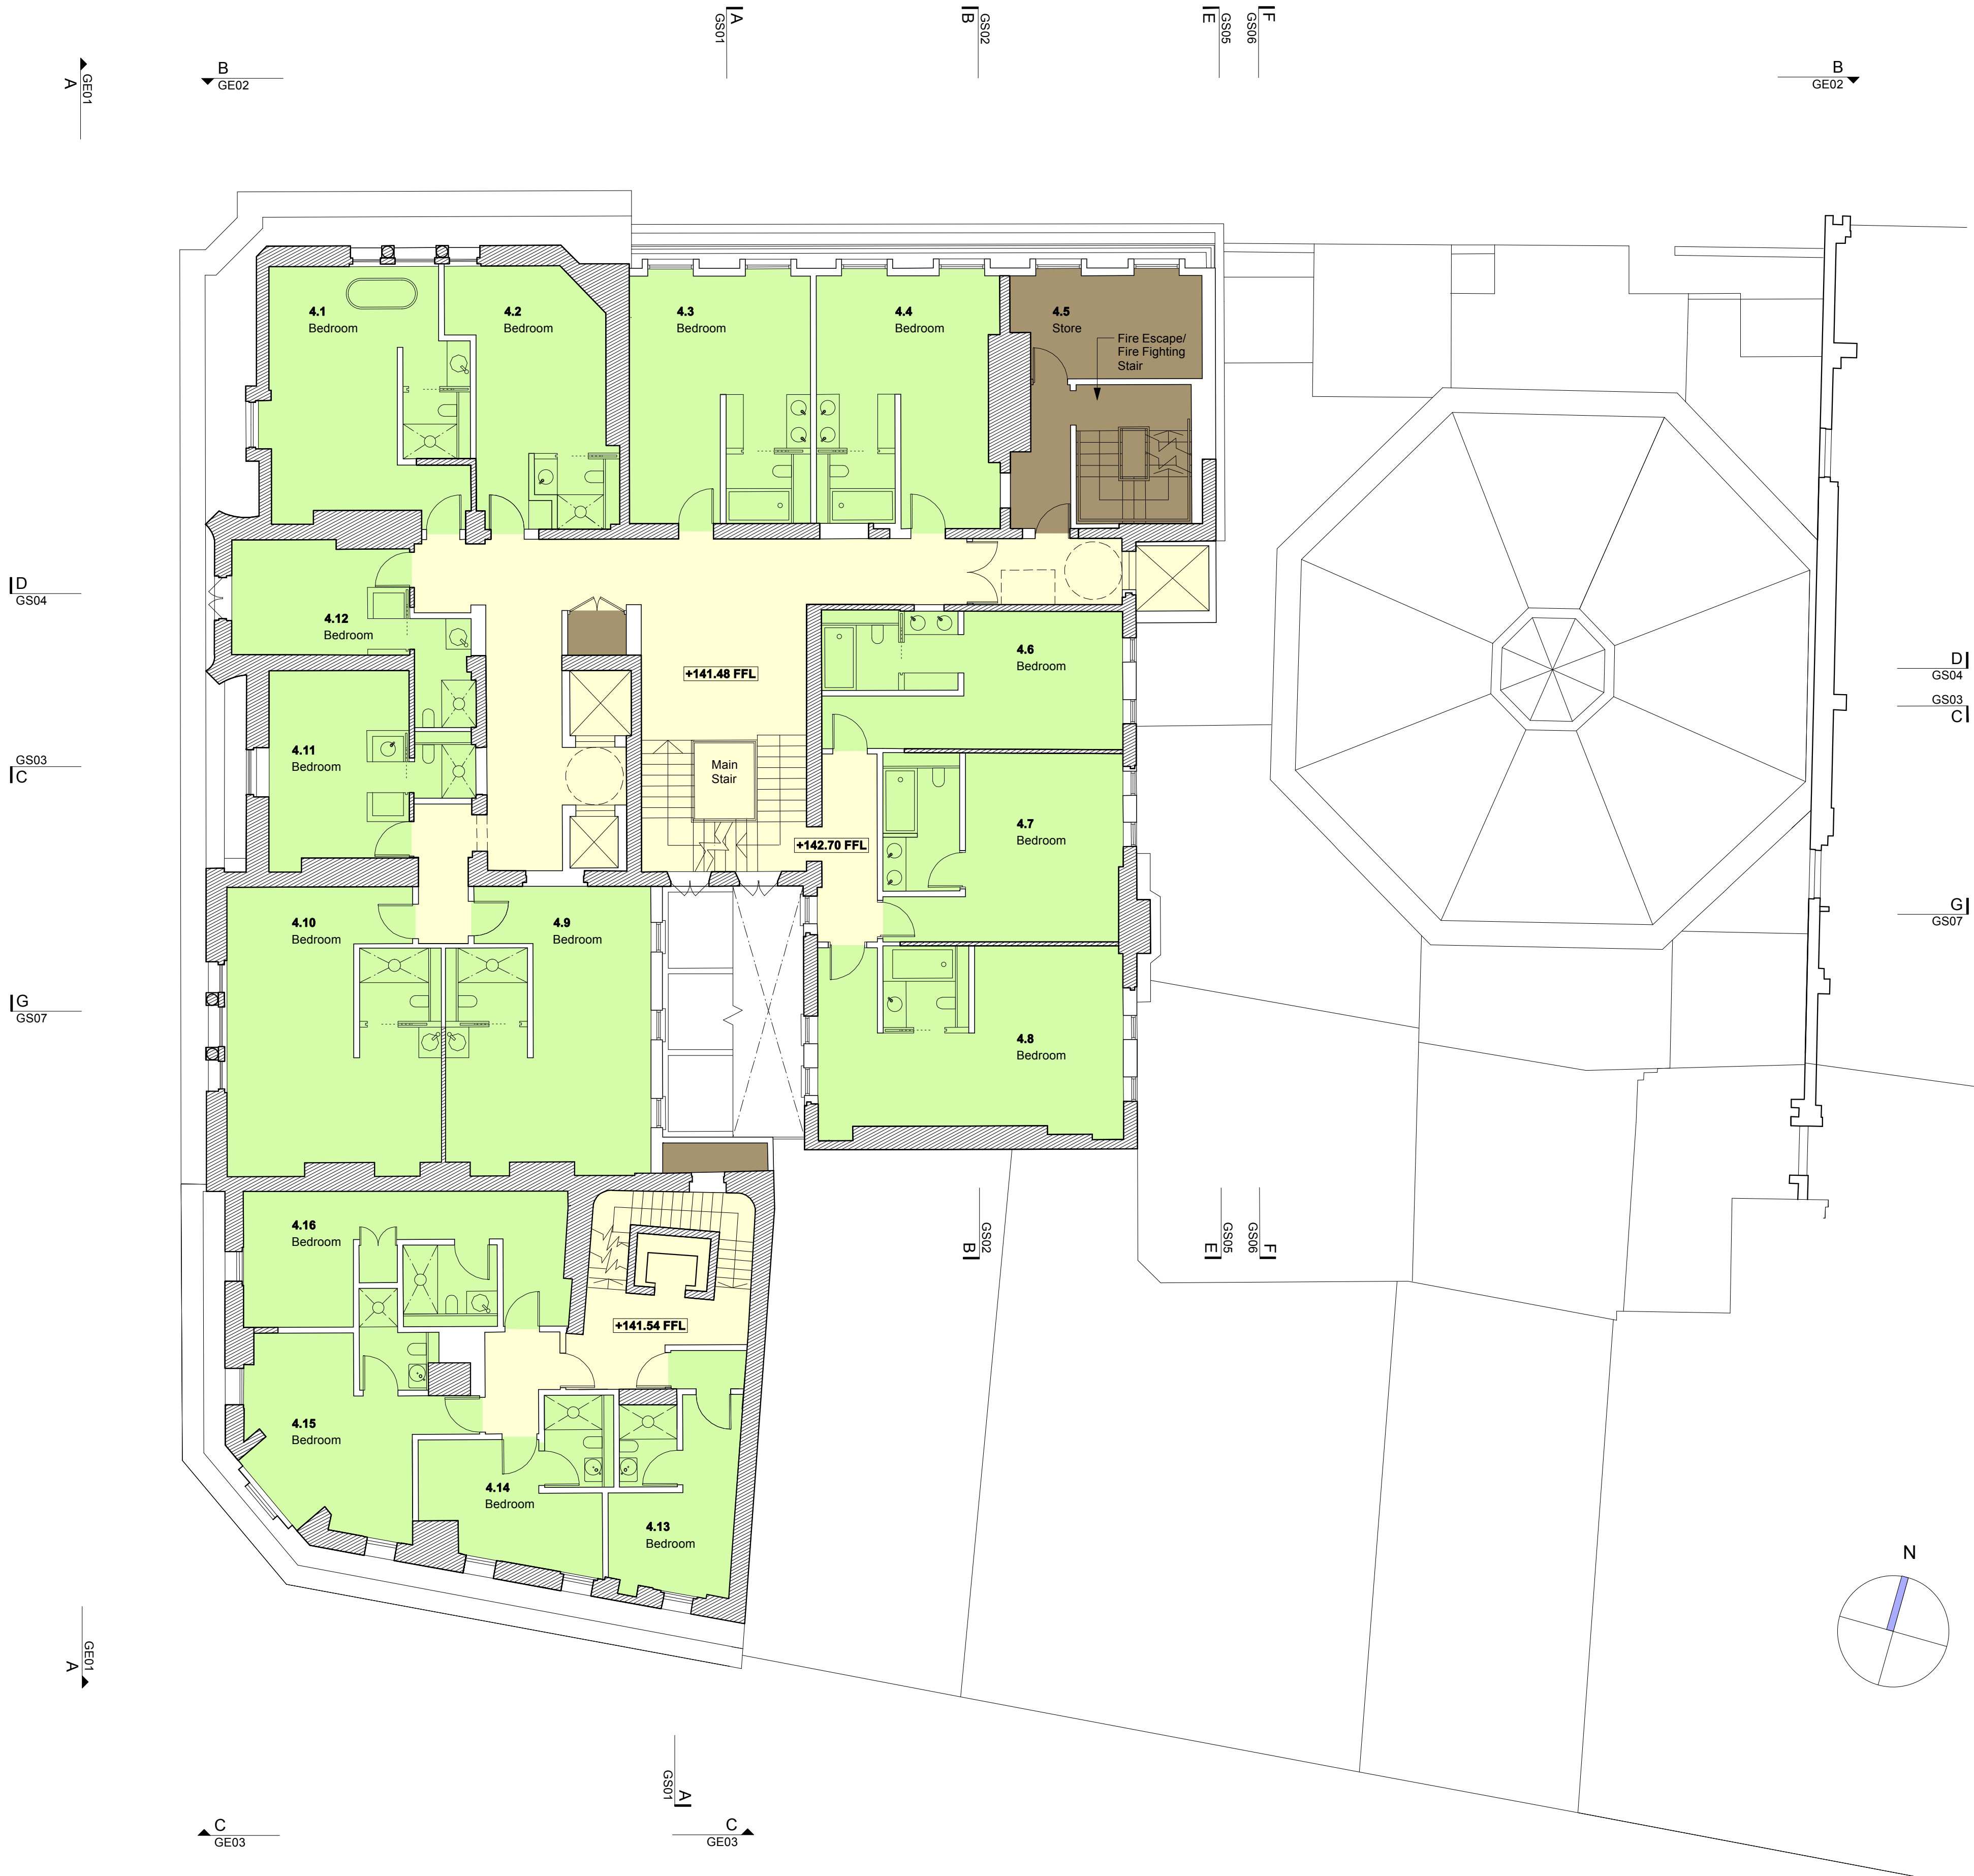 A
GS01
B
GS02
E
GS05
F
GS06
A
GE01
B
GE02
B
GE02
4.1
Bedroom
4.2
Bedroom
4.3
Bedroom
4.4
Bedroom
4.5
Store
Fire Escape/
Fire Fighting
Stair
D
GS04
4.12
Bedroom
4.6
Bedroom
+141.48 FFL
D
GS04
GS03
C
GS03
C
4.11
Bedroom
Main
Stair
4.7
Bedroom
+142.70 FFL
4.10
Bedroom
4.9
Bedroom
G
GS07
G
GS07
4.8
Bedroom
4.16
Bedroom
GS02
B
GS05
E
GS06
F
+141.54 FFL
4.15
Bedroom
4.14
Bedroom
4.13
Bedroom
N
GE01
A
GS01
A
C
GE03
C
GE03